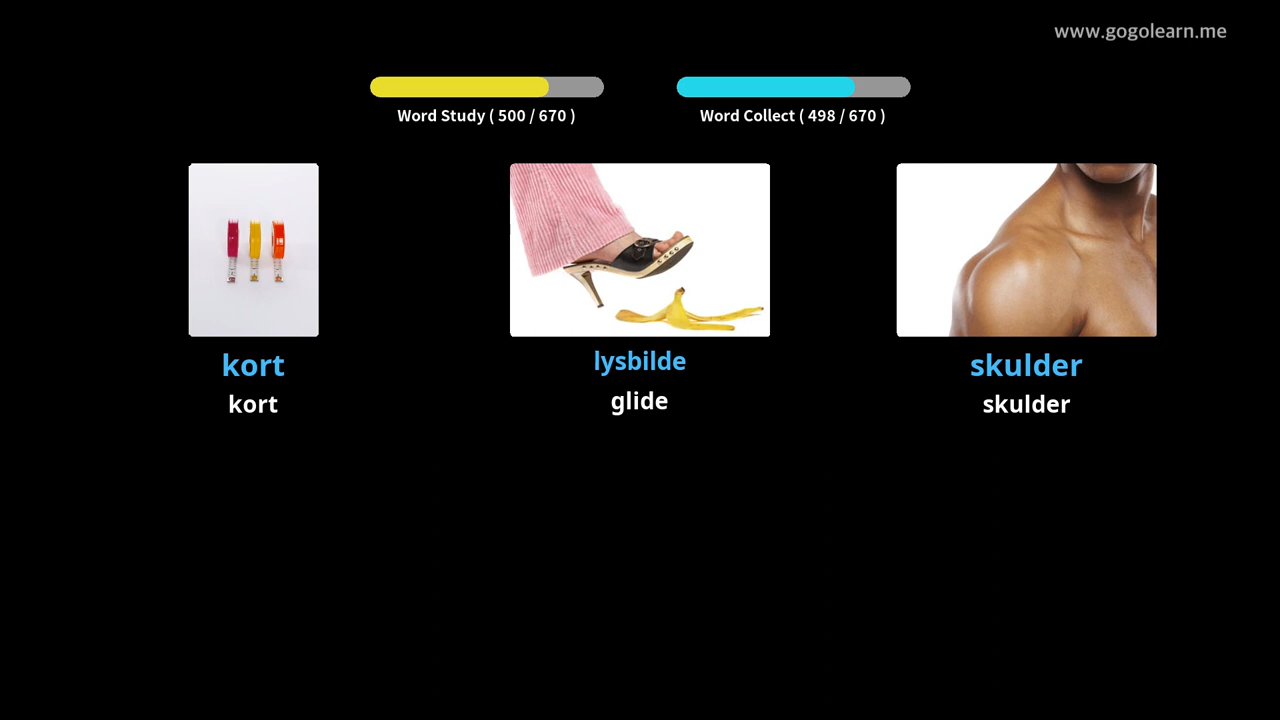 www.gogolearn.me
Word Study ( 500 / 670 )
Word Collect ( 498 / 670 )
kort
kort
lysbilde
glide
skulder
skulder